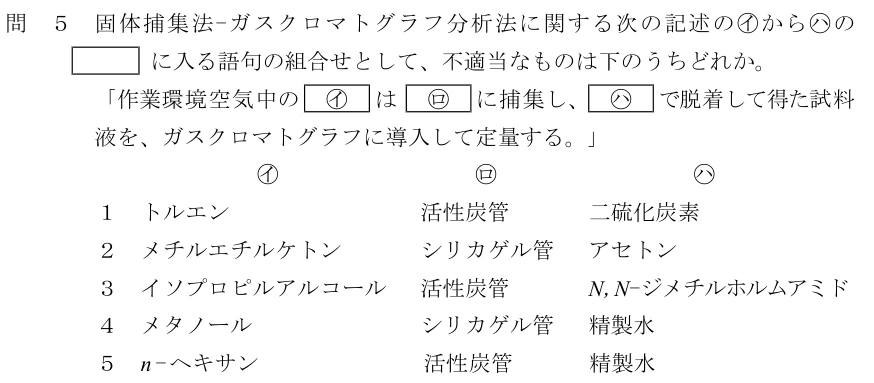 問 5 固体捕集法−ガスクロマトグラフ分析法に関する次の記述の㋑から㋩の
に入る語句の組合せとして、不適当なものは下のうちどれか。
「作業環境空気中の ㋑ は ㋺ に捕集し、 ㋩ で脱着して得た試料
液を、ガスクロマトグラフに導入して定量する。」
㋑ ㋺ ㋩
1 トルエン 活性炭管 二硫化炭素
2 メチルエチルケトン シリカゲル管 アセトン
3 イソプロピルアルコール 活性炭管 N, N−ジメチルホルムアミド
4 メタノール シリカゲル管 精製水
5 n−ヘキサン 活性炭管 精製水